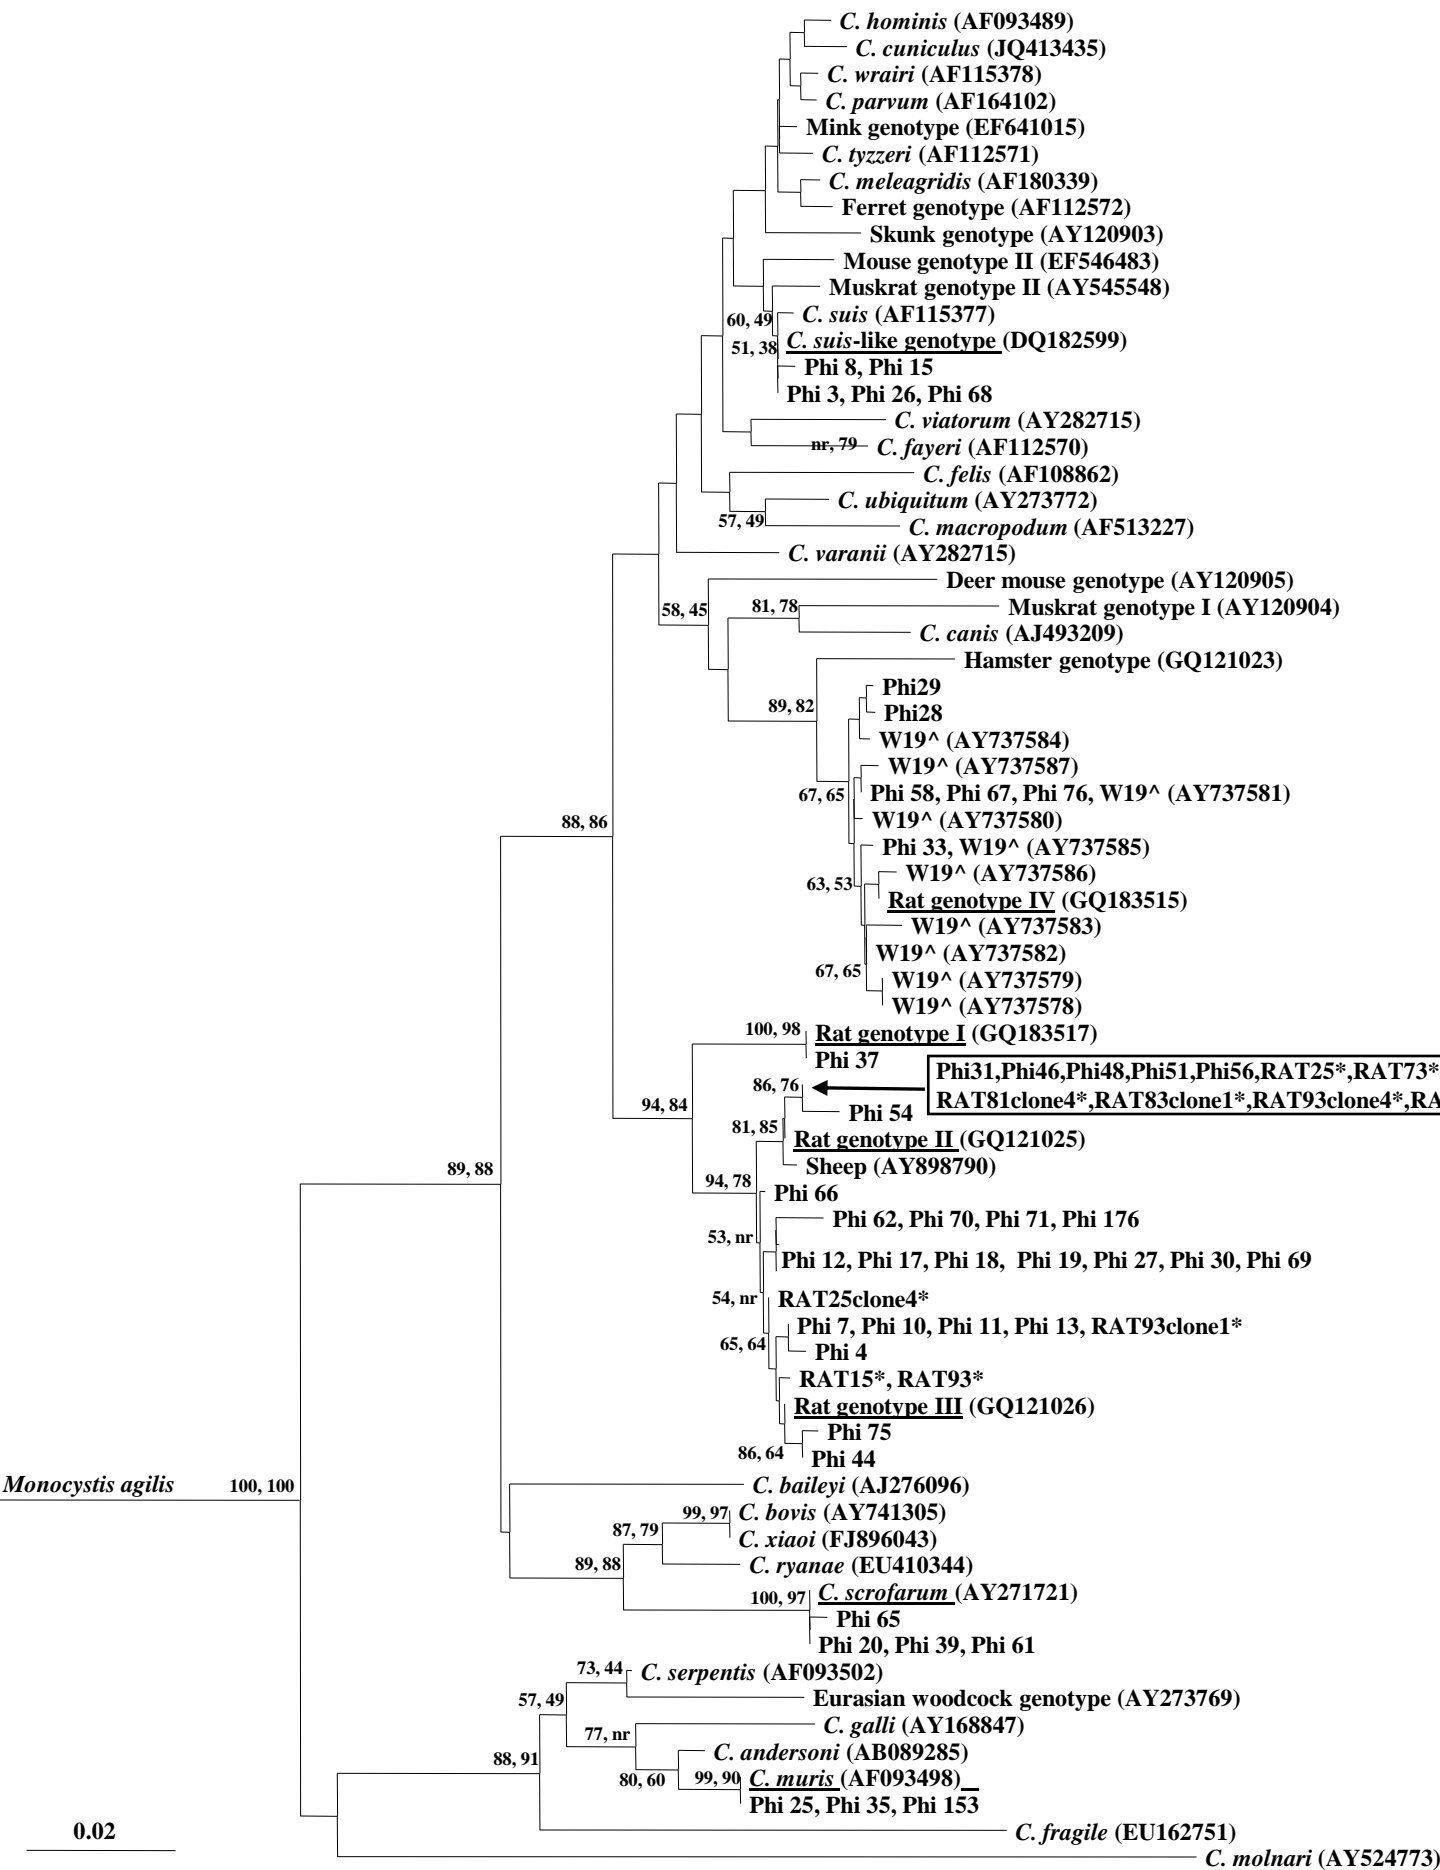 C. hominis (AF093489)
C. cuniculus (JQ413435)
C. wrairi (AF115378)
C. parvum (AF164102)
Mink genotype (EF641015)
C. tyzzeri (AF112571)
C. meleagridis (AF180339)
Ferret genotype (AF112572)
Skunk genotype (AY120903)
Mouse genotype II (EF546483)
Muskrat genotype II (AY545548)
60, 49 C. suis (AF115377)
51, 38 C. suis-like genotype (DQ182599)
Phi 8, Phi 15
Phi 3, Phi 26, Phi 68
C. viatorum (AY282715)
nr, 79 C. fayeri (AF112570)
C. felis (AF108862)
C. ubiquitum (AY273772)
57, 49 C. macropodum (AF513227)
C. varanii (AY282715)
Deer mouse genotype (AY120905)
58, 45 81, 78 Muskrat genotype I (AY120904)
C. canis (AJ493209)
Hamster genotype (GQ121023)
Phi29
89, 82 Phi28
W19^ (AY737584)
W19^ (AY737587)
67, 65 Phi 58, Phi 67, Phi 76, W19^ (AY737581)
88, 86 W19^ (AY737580)
Phi 33, W19^ (AY737585)
W19^ (AY737586)
63, 53 Rat genotype IV (GQ183515)
W19^ (AY737583)
W19^ (AY737582)
67, 65 W19^ (AY737579)
W19^ (AY737578)
100, 98 Rat genotype I (GQ183517)
Phi 37
86, 76 Phi31,Phi46,Phi48,Phi51,Phi56,RAT25*,RAT73*
RAT81clone4*,RAT83clone1*,RAT93clone4*,RA
94, 84 Phi 54
81, 85 Rat genotype II (GQ121025)
89, 88 Sheep (AY898790)
94, 78 Phi 66
Phi 62, Phi 70, Phi 71, Phi 176
53, nr
Phi 12, Phi 17, Phi 18, Phi 19, Phi 27, Phi 30, Phi 69
54, nr RAT25clone4*
Phi 7, Phi 10, Phi 11, Phi 13, RAT93clone1*
65, 64 Phi 4
RAT15*, RAT93*
Rat genotype III (GQ121026)
Phi 75
86, 64 Phi 44
Monocystis agilis 100, 100 C. baileyi (AJ276096)
99, 97 C. bovis (AY741305)
87, 79 C. xiaoi (FJ896043)
89, 88 C. ryanae (EU410344)
100, 97 C. scrofarum (AY271721)
Phi 65
Phi 20, Phi 39, Phi 61
73, 44 C. serpentis (AF093502)
57, 49 Eurasian woodcock genotype (AY273769)
77, nr C. galli (AY168847)
88, 91 C. andersoni (AB089285)
80, 60 99, 90 C. muris (AF093498)
Phi 25, Phi 35, Phi 153
0.02 C. fragile (EU162751)
C. molnari (AY524773)